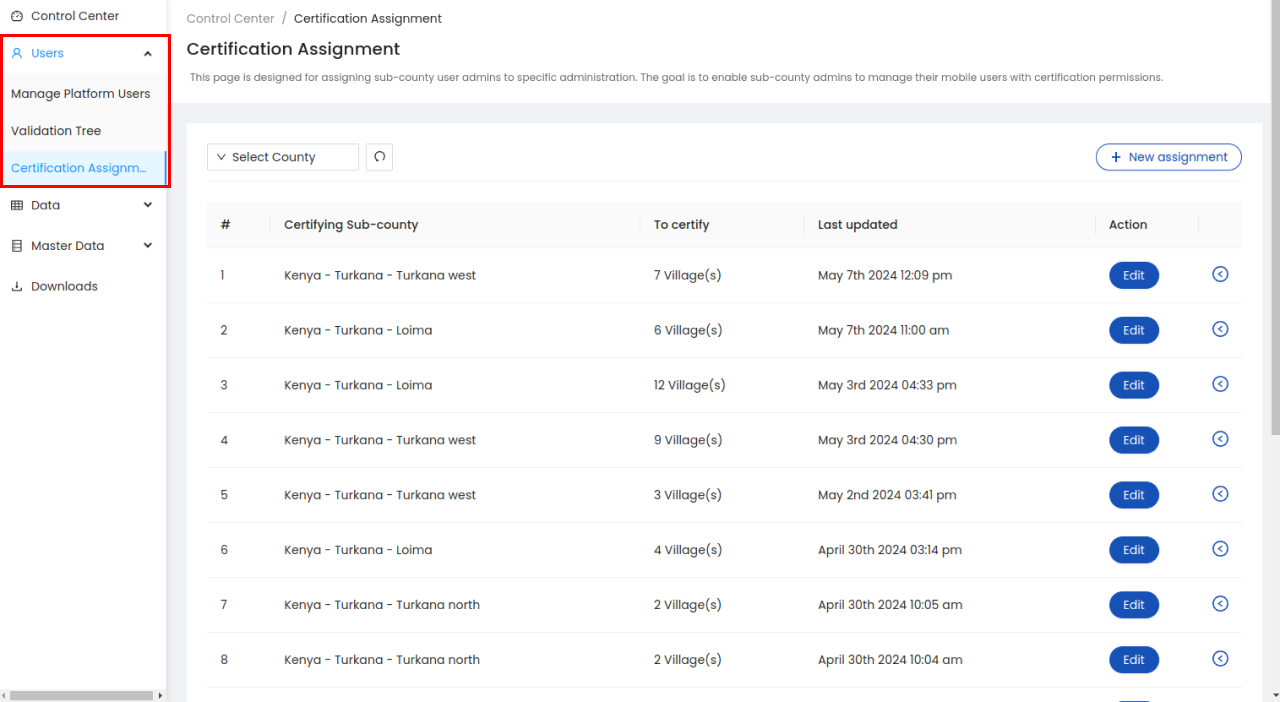 Control Center
Users
Manage Platform Users
Validation Tree
Certification Assignm...
Data
Master Data
Downloads
Control Center / Certification Assignment
Certification Assignment
This page is designed for assigning sub-county user admins to specific administration. The goal is to enable sub-county admins to manage their mobile users with certification permissions.
Select County
+ New assignment
# Certifying Sub-county To certify Last updated Action
1 Kenya - Turkana - Turkana west 7 Village(s) May 7th 2024 12:09 pm Edit
2 Kenya - Turkana - Loima 6 Village(s) May 7th 2024 11:00 am Edit
3 Kenya - Turkana - Loima 12 Village(s) May 3rd 2024 04:33 pm Edit
4 Kenya - Turkana - Turkana west 9 Village(s) May 3rd 2024 04:30 pm Edit
5 Kenya - Turkana - Turkana west 3 Village(s) May 2nd 2024 03:41 pm Edit
6 Kenya - Turkana - Loima 4 Village(s) April 30th 2024 03:14 pm Edit
7 Kenya - Turkana - Turkana north 2 Village(s) April 30th 2024 10:05 am Edit
8 Kenya - Turkana - Turkana north 2 Village(s) April 30th 2024 10:04 am Edit